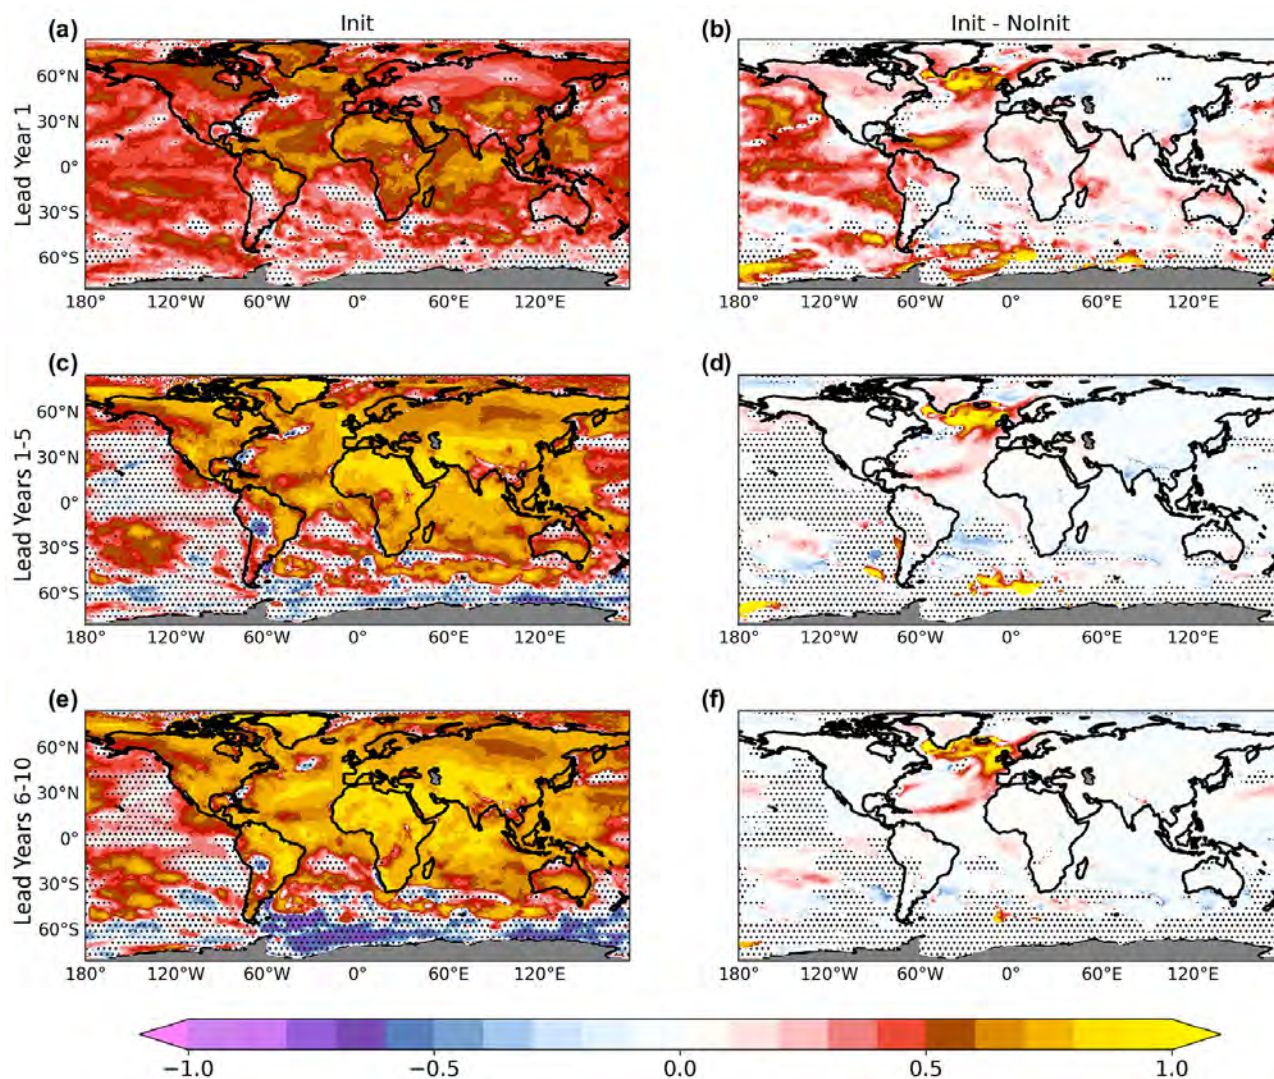 (a) Init
(b) Init - NoInit
Lead Year 1
60°N
30°N
0°
30°S
60°S
180° 120°W 60°W 0° 60°E 120°E
180° 120°W 60°W 0° 60°E 120°E
(c)
(d)
Lead Years 1-5
60°N
30°N
0°
30°S
60°S
180° 120°W 60°W 0° 60°E 120°E
180° 120°W 60°W 0° 60°E 120°E
(e)
(f)
Lead Years 6-10
60°N
30°N
0°
30°S
60°S
180° 120°W 60°W 0° 60°E 120°E
180° 120°W 60°W 0° 60°E 120°E
−1.0 −0.5 0.0 0.5 1.0